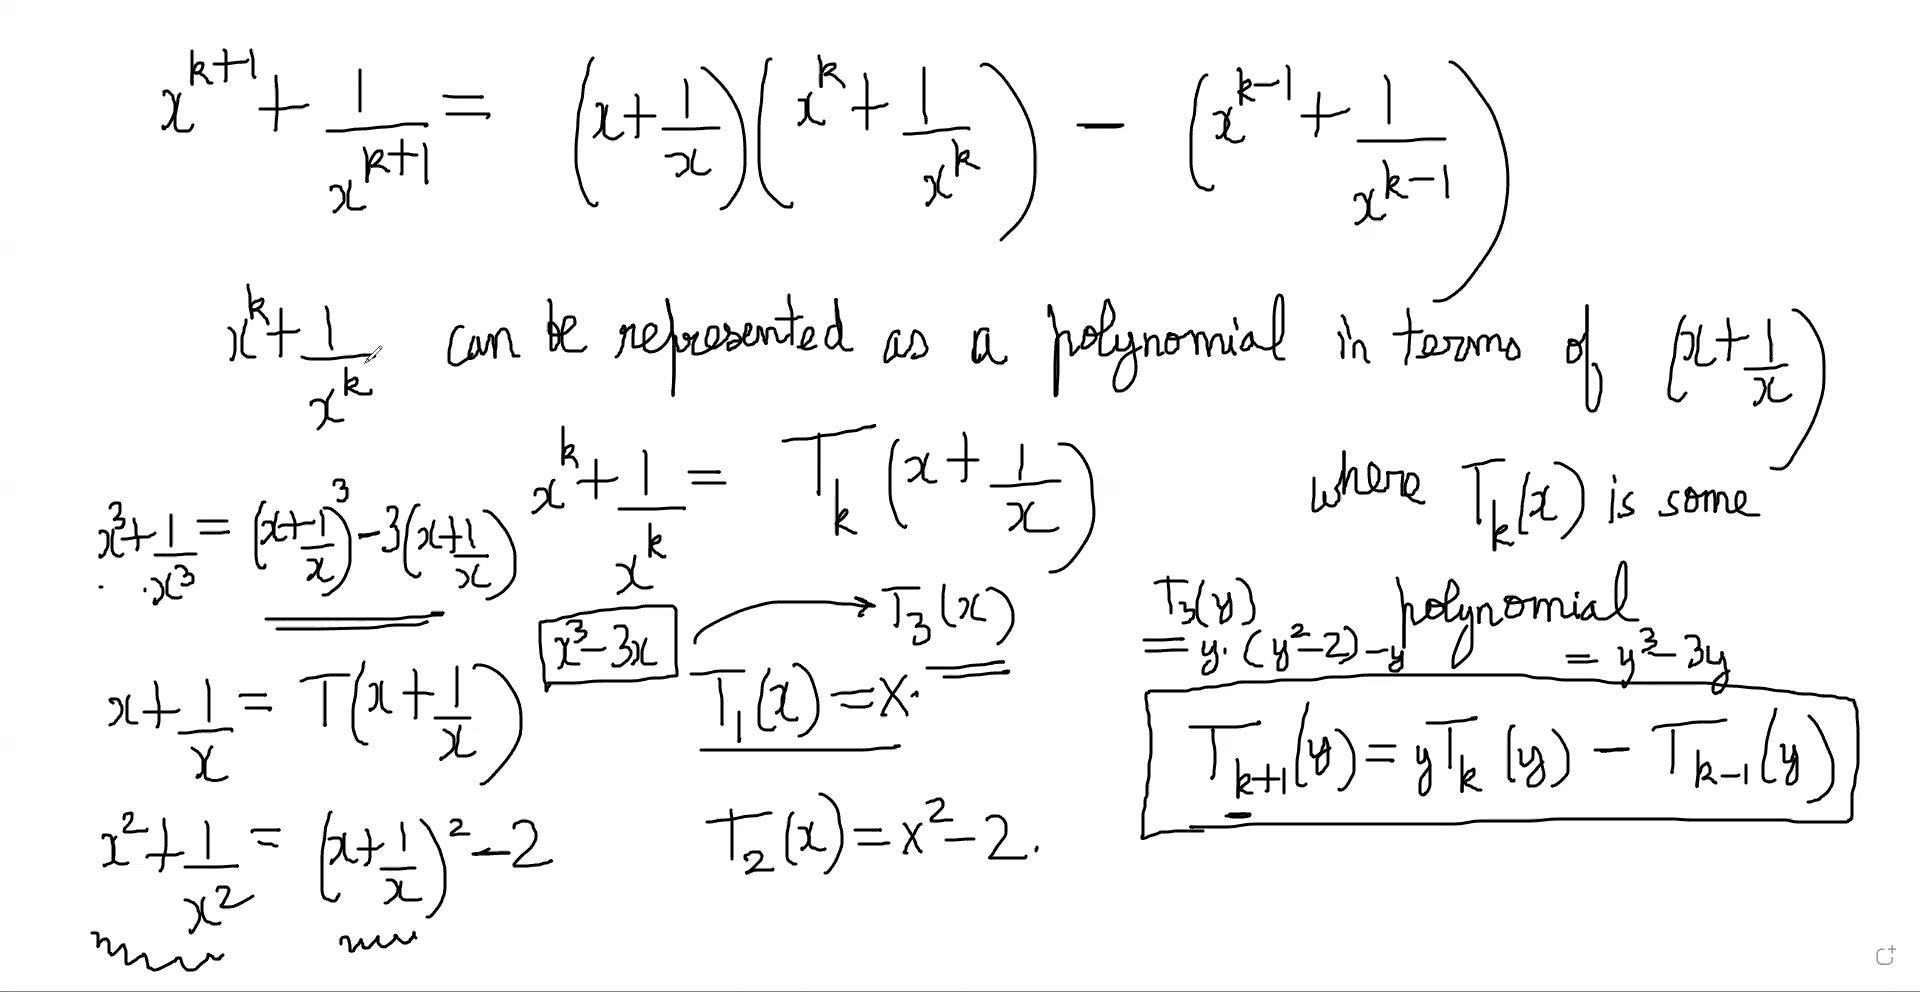 x^{k+1} + 1/x^{k+1} = (x + 1/x)(x^k + 1/x^k) - (x^{k-1} + 1/x^{k-1})
x^k + 1/x^k can be represented as a polynomial in terms of (x + 1/x)
x^k + 1/x^k = T_k(x + 1/x) where T_k(x) is some
polynomial
x^3 + 1/x^3 = (x + 1/x)^3 - 3(x + 1/x)
x^3 - 3x → T_3(x)
T_3(y)
= y·(y^2 - 2) - y = y^3 - 3y
x + 1/x = T(x + 1/x) T_1(x) = x.
T_{k+1}(y) = yT_k(y) - T_{k-1}(y)
x^2 + 1/x^2 = (x + 1/x)^2 - 2 T_2(x) = x^2 - 2.